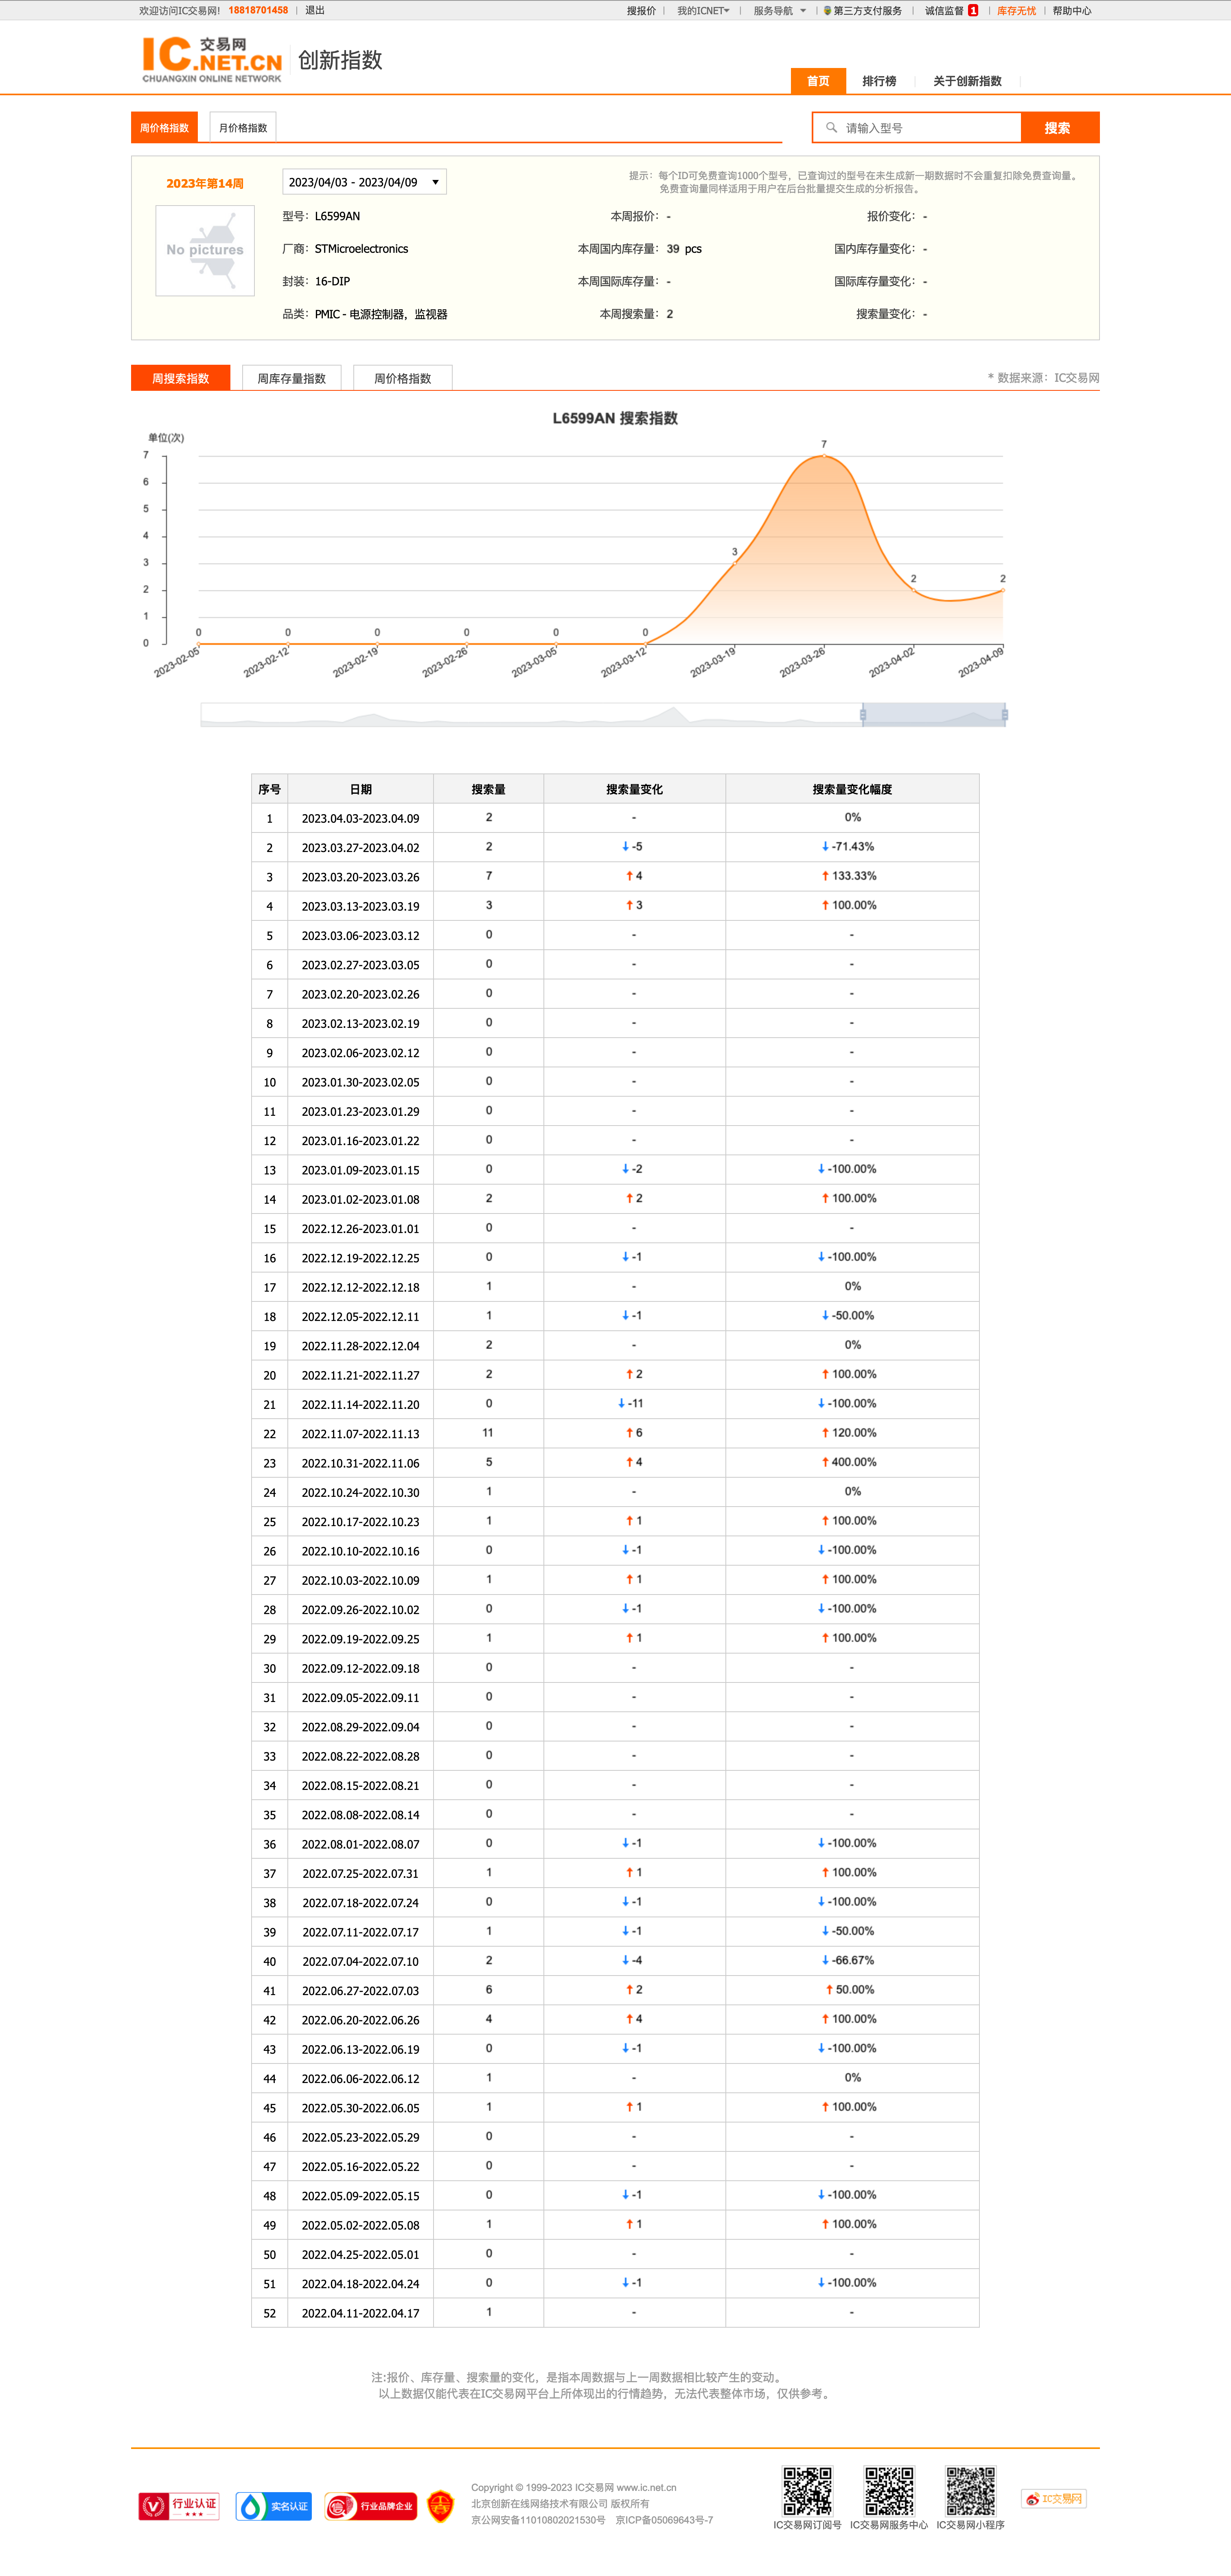 欢迎访问IC交易网! 18818701458 | 退出 搜报价 | 我的ICNET | 服务导航 | 第三方支付服务 | 诚信监督 1 | 库存无忧 | 帮助中心
IC 交易网 .NET.CN
CHUANGXIN ONLINE NETWORK
创新指数
首页 排行榜 关于创新指数
周价格指数 月价格指数 请输入型号 搜索
2023年第14周 2023/04/03 - 2023/04/09
提示：每个ID可免费查询1000个型号，已查询过的型号在未生成新一期数据时不会重复扣除免费查询量。
免费查询量同样适用于用户在后台批量提交生成的分析报告。
No pictures
型号：L6599AN 本周报价：- 报价变化：-
厂商：STMicroelectronics 本周国内库存量：39 pcs 国内库存量变化：-
封装：16-DIP 本周国际库存量：- 国际库存量变化：-
品类：PMIC - 电源控制器，监视器 本周搜索量：2 搜索量变化：-
周搜索指数 周库存量指数 周价格指数 * 数据来源：IC交易网
L6599AN 搜索指数
单位(次)
7
6
5
4
3
2
1
0
0 0 0 0 0 0 3 7 2 2
2023-02-05 2023-02-12 2023-02-19 2023-02-26 2023-03-05 2023-03-12 2023-03-19 2023-03-26 2023-04-02 2023-04-09
序号 日期 搜索量 搜索量变化 搜索量变化幅度
1 2023.04.03-2023.04.09 2 - 0%
2 2023.03.27-2023.04.02 2 ↓-5 ↓-71.43%
3 2023.03.20-2023.03.26 7 ↑4 ↑133.33%
4 2023.03.13-2023.03.19 3 ↑3 ↑100.00%
5 2023.03.06-2023.03.12 0 - -
6 2023.02.27-2023.03.05 0 - -
7 2023.02.20-2023.02.26 0 - -
8 2023.02.13-2023.02.19 0 - -
9 2023.02.06-2023.02.12 0 - -
10 2023.01.30-2023.02.05 0 - -
11 2023.01.23-2023.01.29 0 - -
12 2023.01.16-2023.01.22 0 - -
13 2023.01.09-2023.01.15 0 ↓-2 ↓-100.00%
14 2023.01.02-2023.01.08 2 ↑2 ↑100.00%
15 2022.12.26-2023.01.01 0 - -
16 2022.12.19-2022.12.25 0 ↓-1 ↓-100.00%
17 2022.12.12-2022.12.18 1 - 0%
18 2022.12.05-2022.12.11 1 ↓-1 ↓-50.00%
19 2022.11.28-2022.12.04 2 - 0%
20 2022.11.21-2022.11.27 2 ↑2 ↑100.00%
21 2022.11.14-2022.11.20 0 ↓-11 ↓-100.00%
22 2022.11.07-2022.11.13 11 ↑6 ↑120.00%
23 2022.10.31-2022.11.06 5 ↑4 ↑400.00%
24 2022.10.24-2022.10.30 1 - 0%
25 2022.10.17-2022.10.23 1 ↑1 ↑100.00%
26 2022.10.10-2022.10.16 0 ↓-1 ↓-100.00%
27 2022.10.03-2022.10.09 1 ↑1 ↑100.00%
28 2022.09.26-2022.10.02 0 ↓-1 ↓-100.00%
29 2022.09.19-2022.09.25 1 ↑1 ↑100.00%
30 2022.09.12-2022.09.18 0 - -
31 2022.09.05-2022.09.11 0 - -
32 2022.08.29-2022.09.04 0 - -
33 2022.08.22-2022.08.28 0 - -
34 2022.08.15-2022.08.21 0 - -
35 2022.08.08-2022.08.14 0 - -
36 2022.08.01-2022.08.07 0 ↓-1 ↓-100.00%
37 2022.07.25-2022.07.31 1 ↑1 ↑100.00%
38 2022.07.18-2022.07.24 0 ↓-1 ↓-100.00%
39 2022.07.11-2022.07.17 1 ↓-1 ↓-50.00%
40 2022.07.04-2022.07.10 2 ↓-4 ↓-66.67%
41 2022.06.27-2022.07.03 6 ↑2 ↑50.00%
42 2022.06.20-2022.06.26 4 ↑4 ↑100.00%
43 2022.06.13-2022.06.19 0 ↓-1 ↓-100.00%
44 2022.06.06-2022.06.12 1 - 0%
45 2022.05.30-2022.06.05 1 ↑1 ↑100.00%
46 2022.05.23-2022.05.29 0 - -
47 2022.05.16-2022.05.22 0 - -
48 2022.05.09-2022.05.15 0 ↓-1 ↓-100.00%
49 2022.05.02-2022.05.08 1 ↑1 ↑100.00%
50 2022.04.25-2022.05.01 0 - -
51 2022.04.18-2022.04.24 0 ↓-1 ↓-100.00%
52 2022.04.11-2022.04.17 1 - -
注:报价、库存量、搜索量的变化，是指本周数据与上一周数据相比较产生的变动。
以上数据仅能代表在IC交易网平台上所体现出的行情趋势，无法代表整体市场，仅供参考。
行业认证 实名认证 行业品牌企业
Copyright © 1999-2023 IC交易网 www.ic.net.cn
北京创新在线网络技术有限公司 版权所有
京公网安备11010802021530号 京ICP备05069643号-7
IC交易网订阅号 IC交易网服务中心 IC交易网小程序
IC交易网